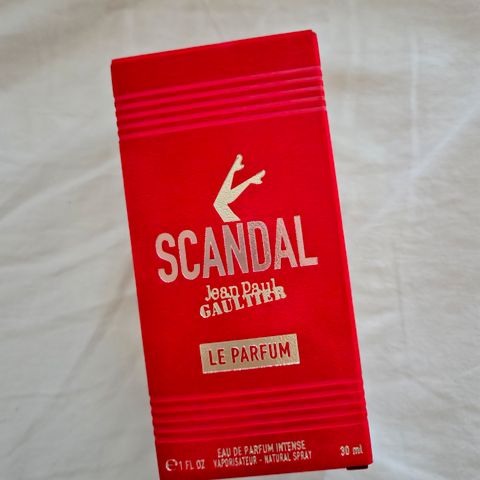 SCANDAL
Jean Paul
GAULTIER
LE PARFUM
EAU DE PARFUM INTENSE
℮1 FL OZ VAPORISATEUR - NATURAL SPRAY 30 ml